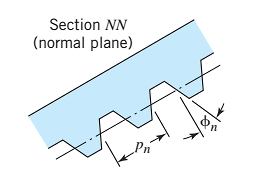 Section NN
(normal plane)
pₙ
ϕₙ